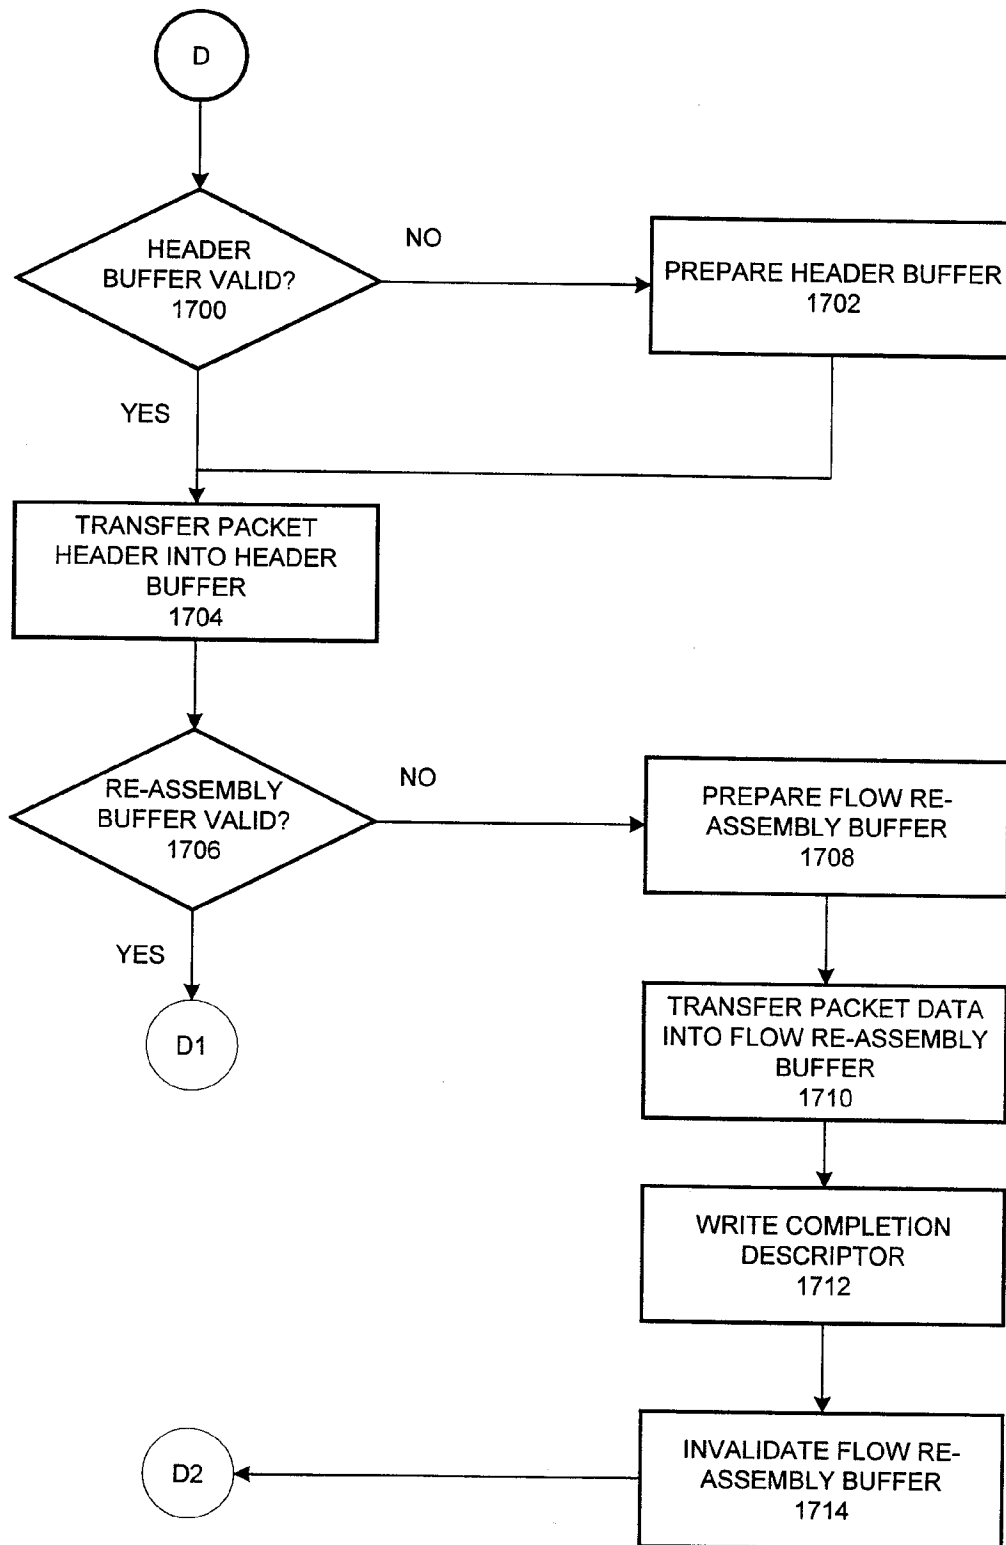 D
HEADER
BUFFER VALID?
1700
NO
PREPARE HEADER BUFFER
1702
YES
TRANSFER PACKET
HEADER INTO HEADER
BUFFER
1704
RE-ASSEMBLY
BUFFER VALID?
1706
NO
PREPARE FLOW RE-
ASSEMBLY BUFFER
1708
YES
D1
TRANSFER PACKET DATA
INTO FLOW RE-ASSEMBLY
BUFFER
1710
WRITE COMPLETION
DESCRIPTOR
1712
D2
INVALIDATE FLOW RE-
ASSEMBLY BUFFER
1714